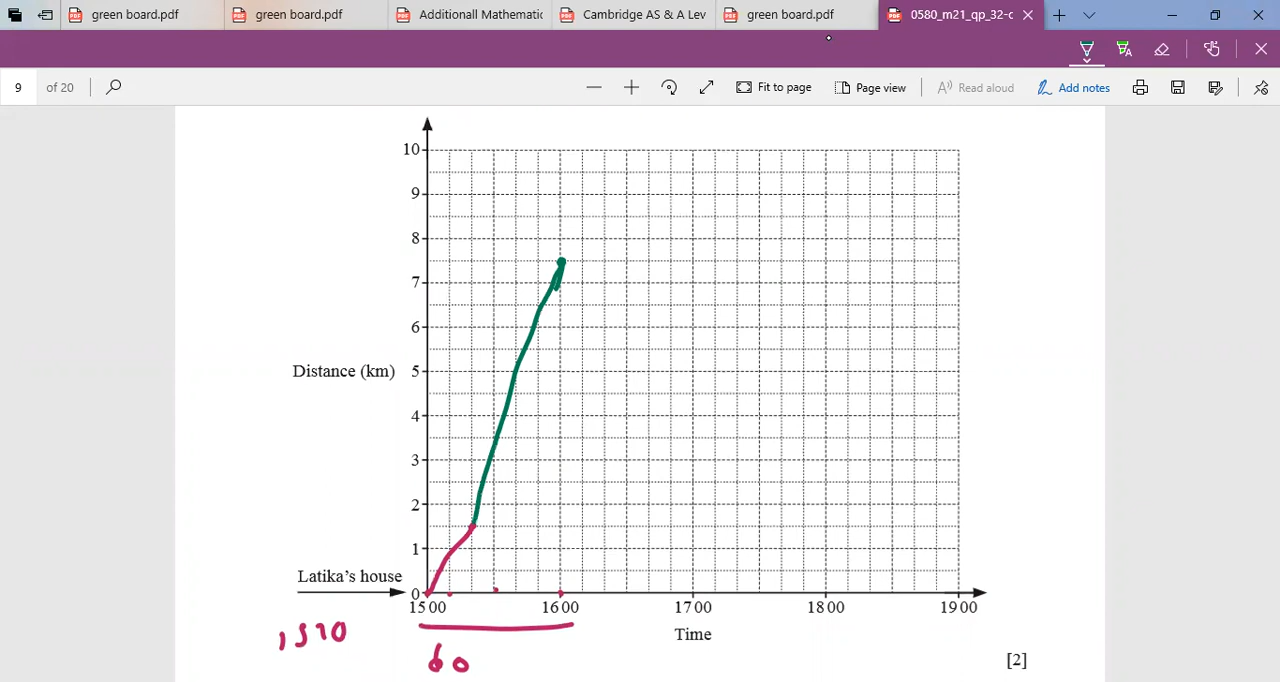 green board.pdf
green board.pdf
Additionall Mathematic
Cambridge AS & A Lev
green board.pdf
0580_m21_qp_32-c
9 of 20
Fit to page
Page view
Read aloud
Add notes
10
9
8
7
6
5
4
3
2
1
0
Distance (km)
Latika's house
1500 1600 1700 1800 1900
Time
1510
60
[2]